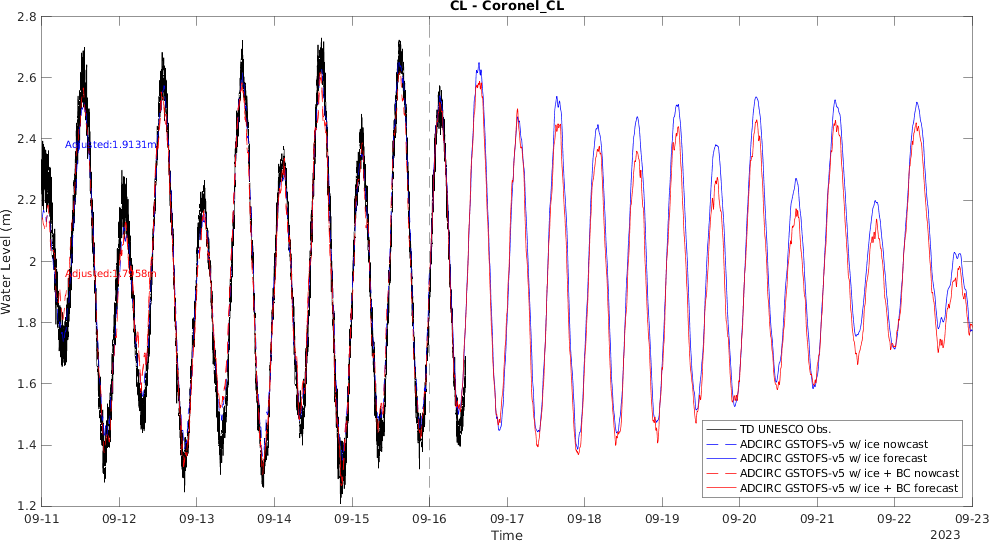 CL - Coronel_CL
2.8
2.6
2.4
2.2
2
1.8
1.6
1.4
1.2
Water Level (m)
Adjusted:1.9131m
TD UNESCO Obs.
ADCIRC GSTOFS-v5 w/ ice nowcast
ADCIRC GSTOFS-v5 w/ ice forecast
ADCIRC GSTOFS-v5 w/ ice + BC nowcast
ADCIRC GSTOFS-v5 w/ ice + BC forecast
09-11 09-12 09-13 09-14 09-15 09-16 09-17 09-18 09-19 09-20 09-21 09-22 09-23
Time
2023